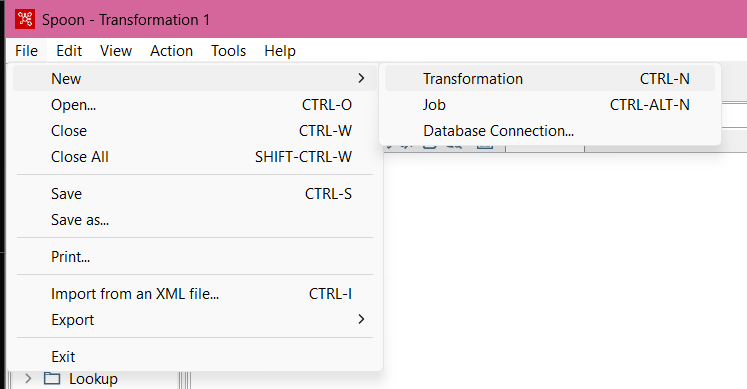 Spoon - Transformation 1
File Edit View Action Tools Help
New
Transformation CTRL-N
Open... CTRL-O
Job CTRL-ALT-N
Close CTRL-W
Database Connection...
Close All SHIFT-CTRL-W
Save CTRL-S
Save as...
Print...
Import from an XML file... CTRL-I
Export
Exit
Lookup